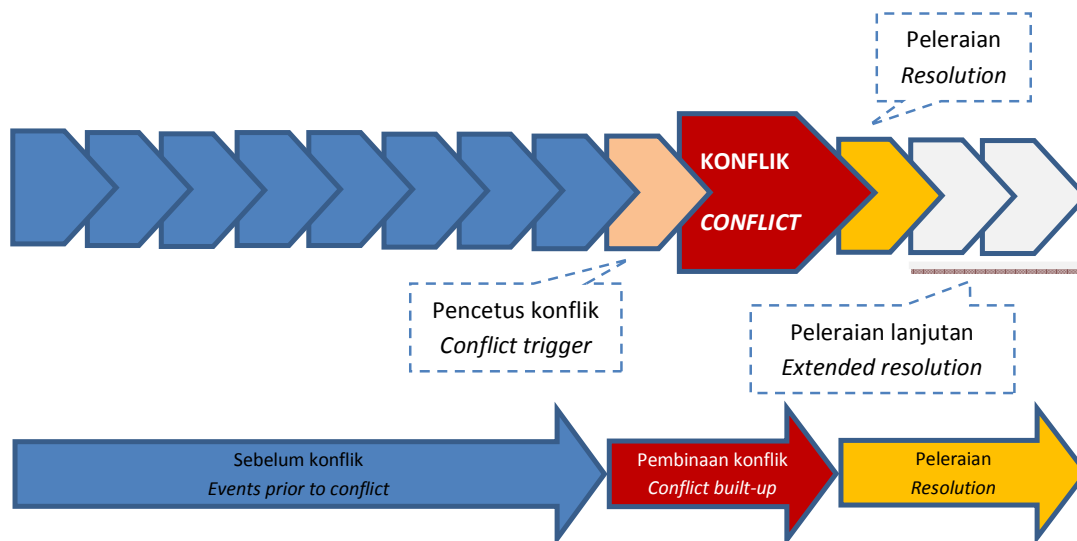 Peleraian
Resolution
KONFLIK
CONFLICT
Pencetus konflik
Conflict trigger
Peleraian lanjutan
Extended resolution
Sebelum konflik
Events prior to conflict
Pembinaan konflik
Conflict built-up
Peleraian
Resolution